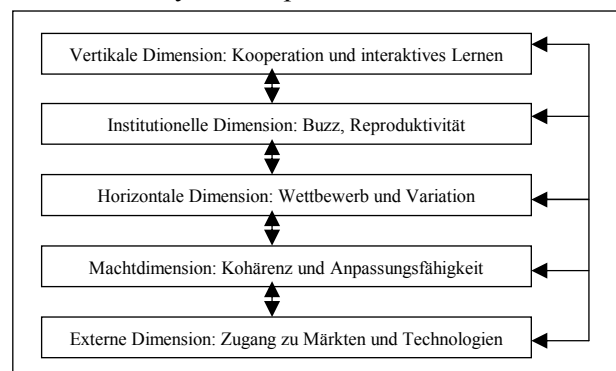 Vertikale Dimension: Kooperation und interaktives Lernen
Institutionelle Dimension: Buzz, Reproduktivität
Horizontale Dimension: Wettbewerb und Variation
Machtdimension: Kohärenz und Anpassungsfähigkeit
Externe Dimension: Zugang zu Märkten und Technologien